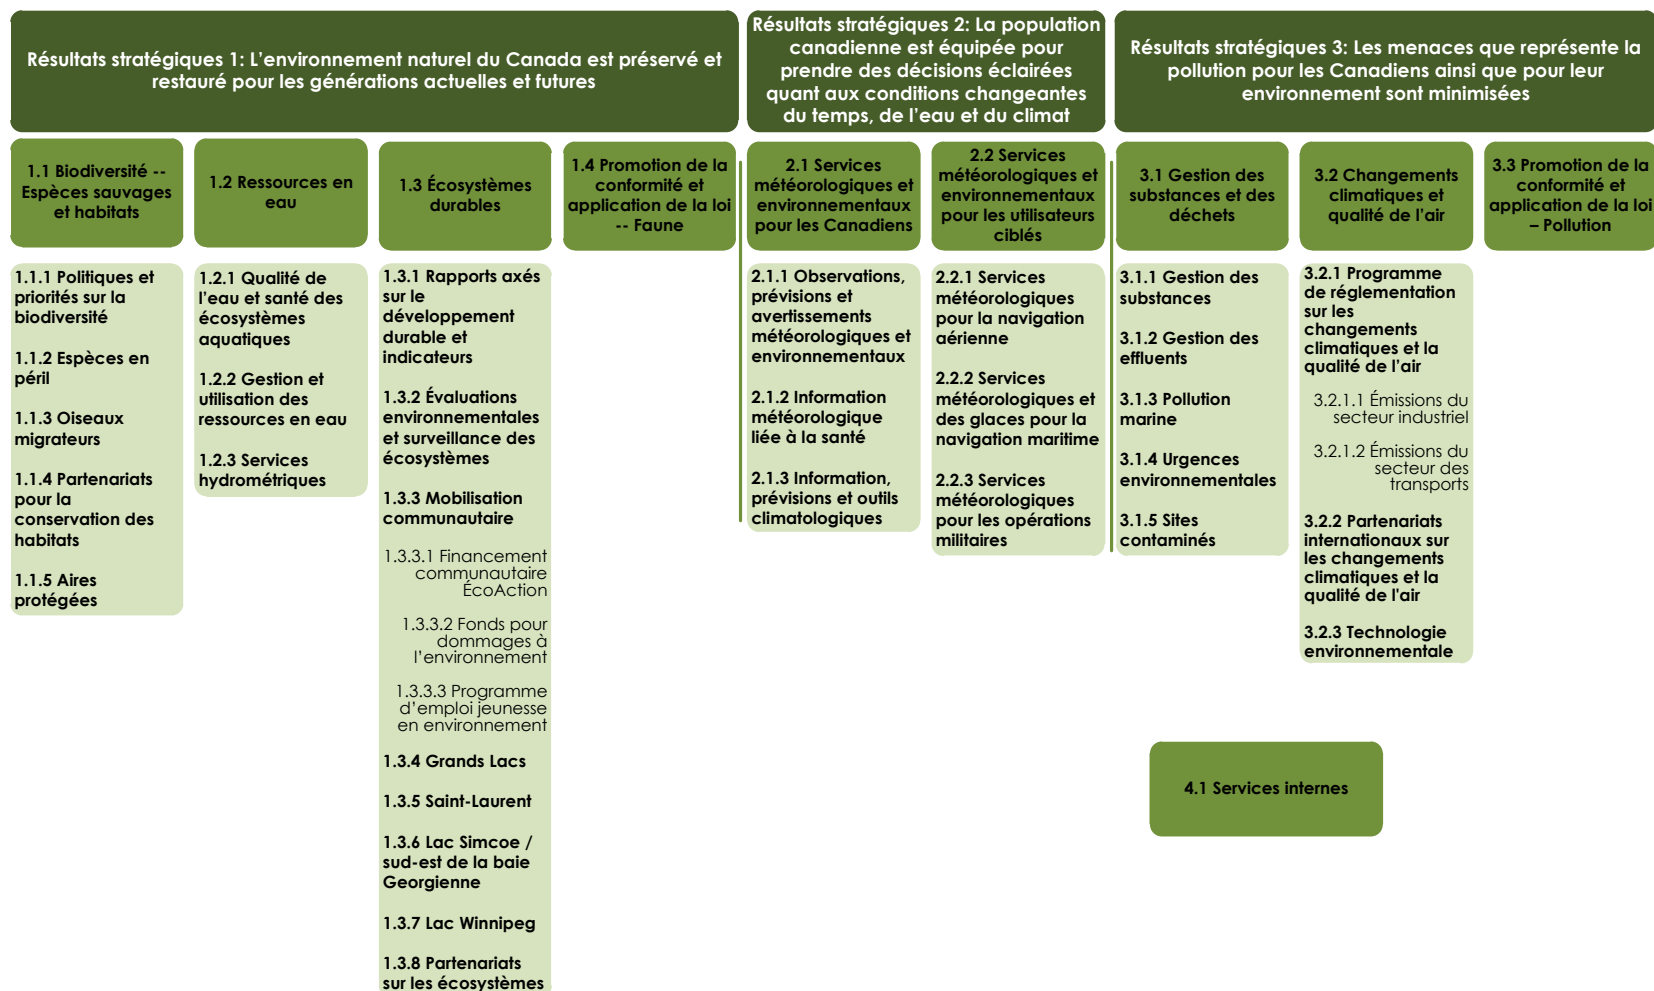 Résultats stratégiques 1: L’environnement naturel du Canada est préservé et
restauré pour les générations actuelles et futures
Résultats stratégiques 2: La population
canadienne est équipée pour
prendre des décisions éclairées
quant aux conditions changeantes
du temps, de l’eau et du climat
Résultats stratégiques 3: Les menaces que représente la
pollution pour les Canadiens ainsi que pour leur
environnement sont minimisées
1.1 Biodiversité --
Espèces sauvages
et habitats
1.2 Ressources en
eau
1.3 Écosystèmes
durables
1.4 Promotion de la
conformité et
application de la loi
-- Faune
2.1 Services
météorologiques et
environnementaux
pour les Canadiens
2.2 Services
météorologiques et
environnementaux
pour les utilisateurs
ciblés
3.1 Gestion des
substances et des
déchets
3.2 Changements
climatiques et
qualité de l’air
3.3 Promotion de la
conformité et
application de la loi
– Pollution
1.1.1 Politiques et
priorités sur la
biodiversité
1.1.2 Espèces en
péril
1.1.3 Oiseaux
migrateurs
1.1.4 Partenariats
pour la
conservation des
habitats
1.1.5 Aires
protégées
1.2.1 Qualité de
l’eau et santé des
écosystèmes
aquatiques
1.2.2 Gestion et
utilisation des
ressources en eau
1.2.3 Services
hydrométriques
1.3.1 Rapports axés
sur le
développement
durable et
indicateurs
1.3.2 Évaluations
environnementales
et surveillance des
écosystèmes
1.3.3 Mobilisation
communautaire
1.3.3.1 Financement
communautaire
ÉcoAction
1.3.3.2 Fonds pour
dommages à
l’environnement
1.3.3.3 Programme
d’emploi jeunesse
en environnement
1.3.4 Grands Lacs
1.3.5 Saint-Laurent
1.3.6 Lac Simcoe /
sud-est de la baie
Georgienne
1.3.7 Lac Winnipeg
1.3.8 Partenariats
sur les écosystèmes
2.1.1 Observations,
prévisions et
avertissements
météorologiques et
environnementaux
2.1.2 Information
météorologique
liée à la santé
2.1.3 Information,
prévisions et outils
climatologiques
2.2.1 Services
météorologiques
pour la navigation
aérienne
2.2.2 Services
météorologiques et
des glaces pour la
navigation maritime
2.2.3 Services
météorologiques
pour les opérations
militaires
3.1.1 Gestion des
substances
3.1.2 Gestion des
effluents
3.1.3 Pollution
marine
3.1.4 Urgences
environnementales
3.1.5 Sites
contaminés
3.2.1 Programme
de réglementation
sur les
changements
climatiques et la
qualité de l’air
3.2.1.1 Émissions du
secteur industriel
3.2.1.2 Émissions du
secteur des
transports
3.2.2 Partenariats
internationaux sur
les changements
climatiques et la
qualité de l’air
3.2.3 Technologie
environnementale
4.1 Services internes